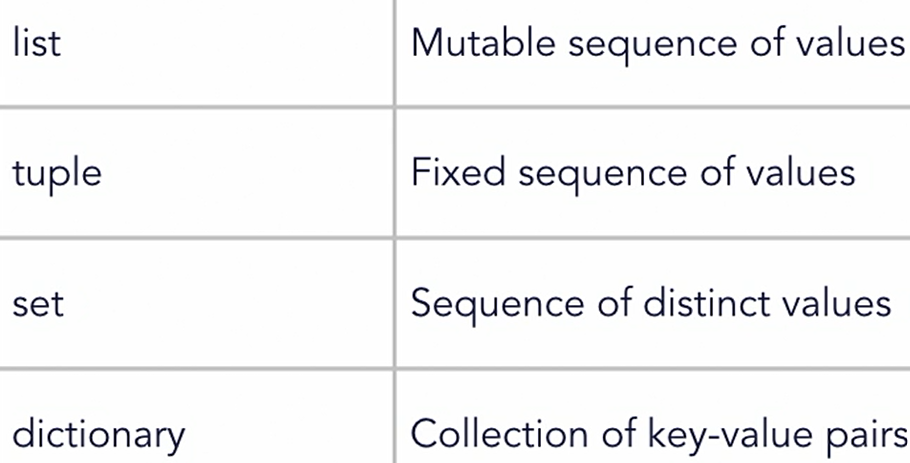 list Mutable sequence of values
tuple Fixed sequence of values
set Sequence of distinct values
dictionary Collection of key-value pairs